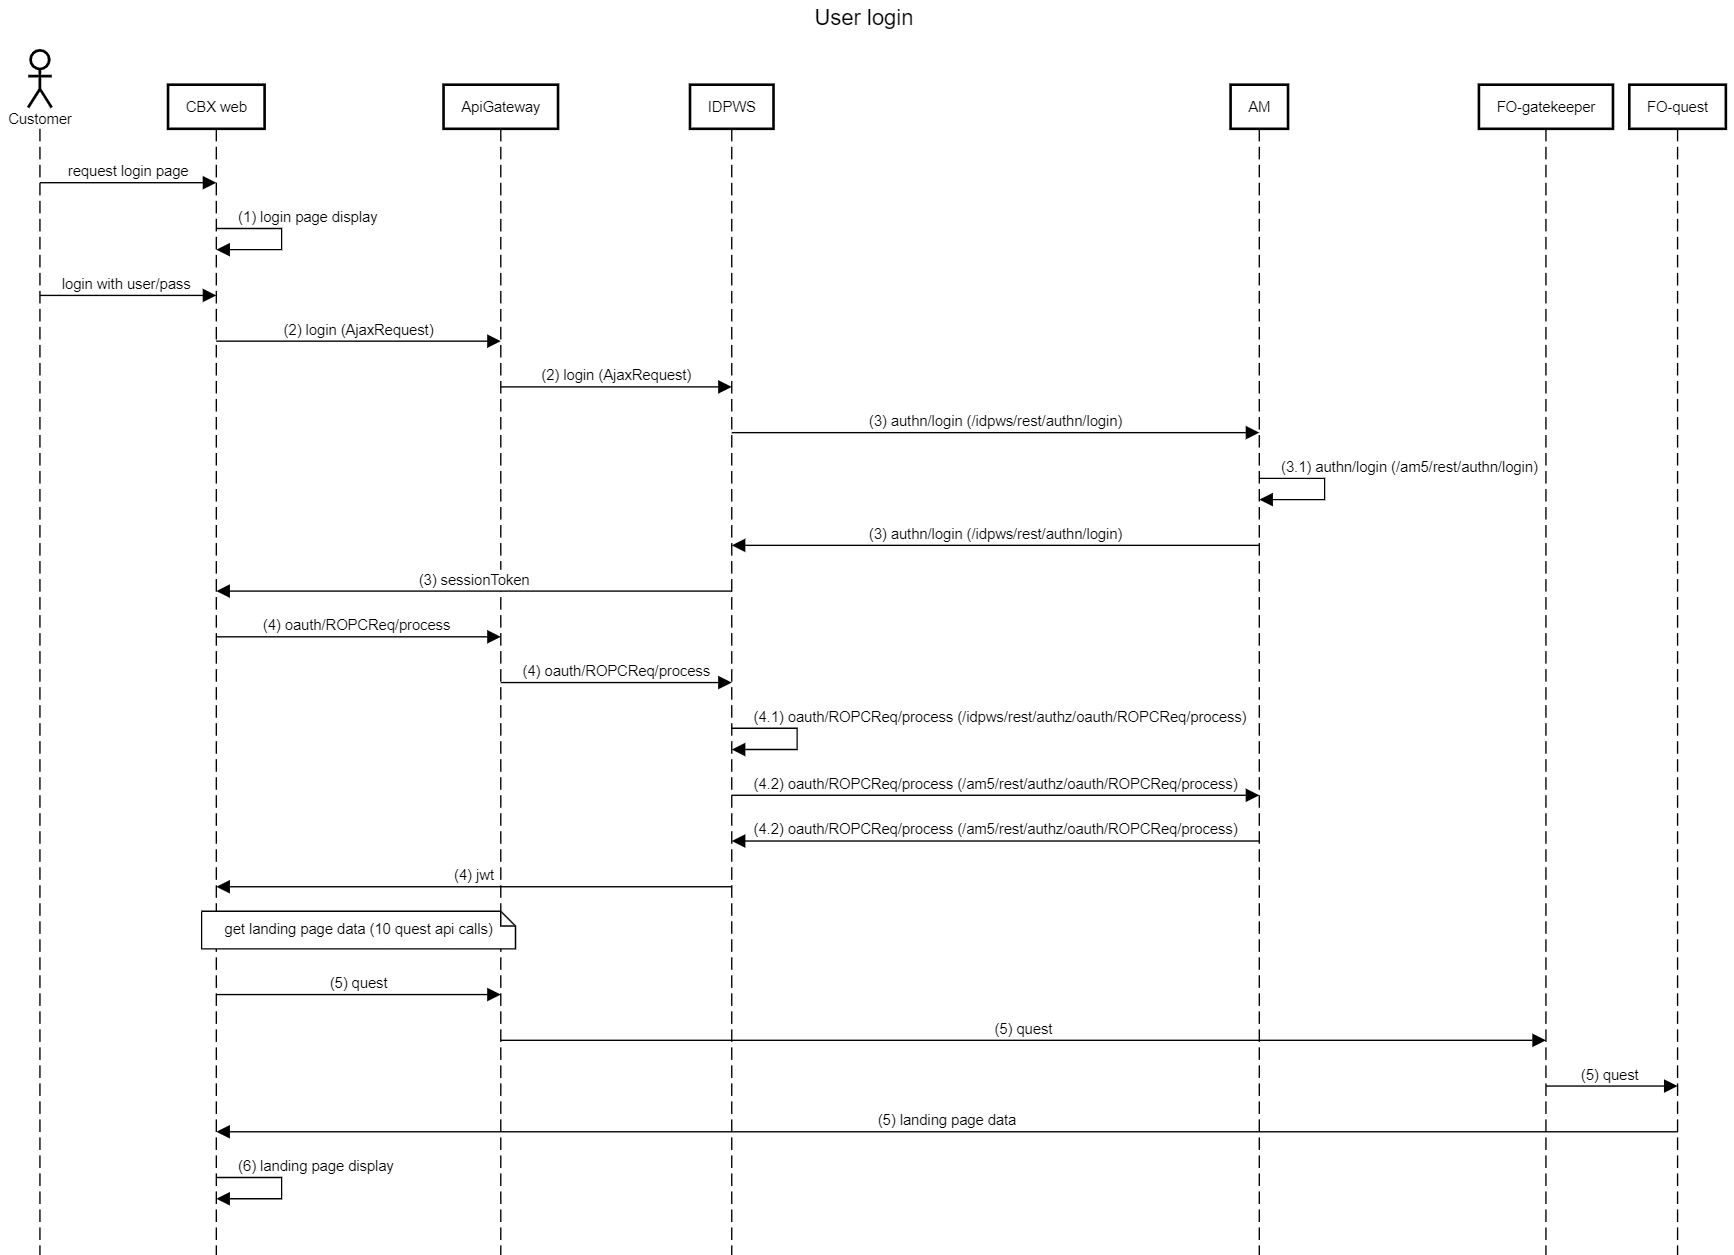 User login
Customer
CBX web
ApiGateway
IDPWS
AM
FO-gatekeeper
FO-quest
request login page
(1) login page display
login with user/pass
(2) login (AjaxRequest)
(2) login (AjaxRequest)
(3) authn/login (/idpws/rest/authn/login)
(3.1) authn/login (/am5/rest/authn/login)
(3) authn/login (/idpws/rest/authn/login)
(3) sessionToken
(4) oauth/ROPCReq/process
(4) oauth/ROPCReq/process
(4.1) oauth/ROPCReq/process (/idpws/rest/authz/oauth/ROPCReq/process)
(4.2) oauth/ROPCReq/process (/am5/rest/authz/oauth/ROPCReq/process)
(4.2) oauth/ROPCReq/process (/am5/rest/authz/oauth/ROPCReq/process)
(4) jwt
get landing page data (10 quest api calls)
(5) quest
(5) quest
(5) quest
(5) landing page data
(6) landing page display